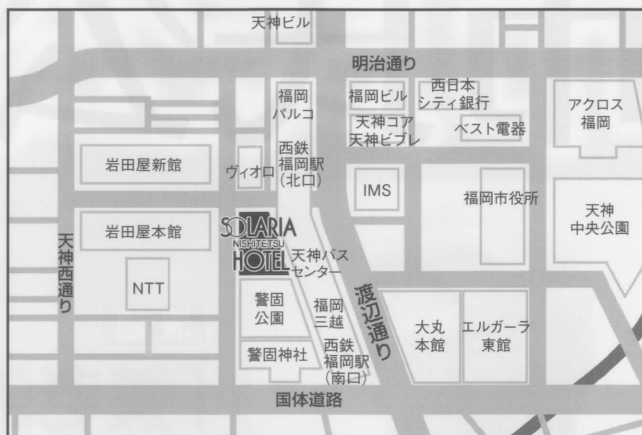 天神ビル
明治通り
福岡
パルコ
福岡ビル
西日本
シティ銀行
アクロス
福岡
天神コア
天神ビブレ
ベスト電器
岩田屋新館
ヴィオロ
西鉄
福岡駅
(北口)
IMS
福岡市役所
天神
中央公園
岩田屋本館
SOLARIA
NISHITETSU
HOTEL
天神バス
センター
天神西通り
NTT
警固
公園
福岡
三越
渡辺通り
大丸
本館
エルガーラ
東館
警固神社
西鉄
福岡駅
(南口)
国体道路